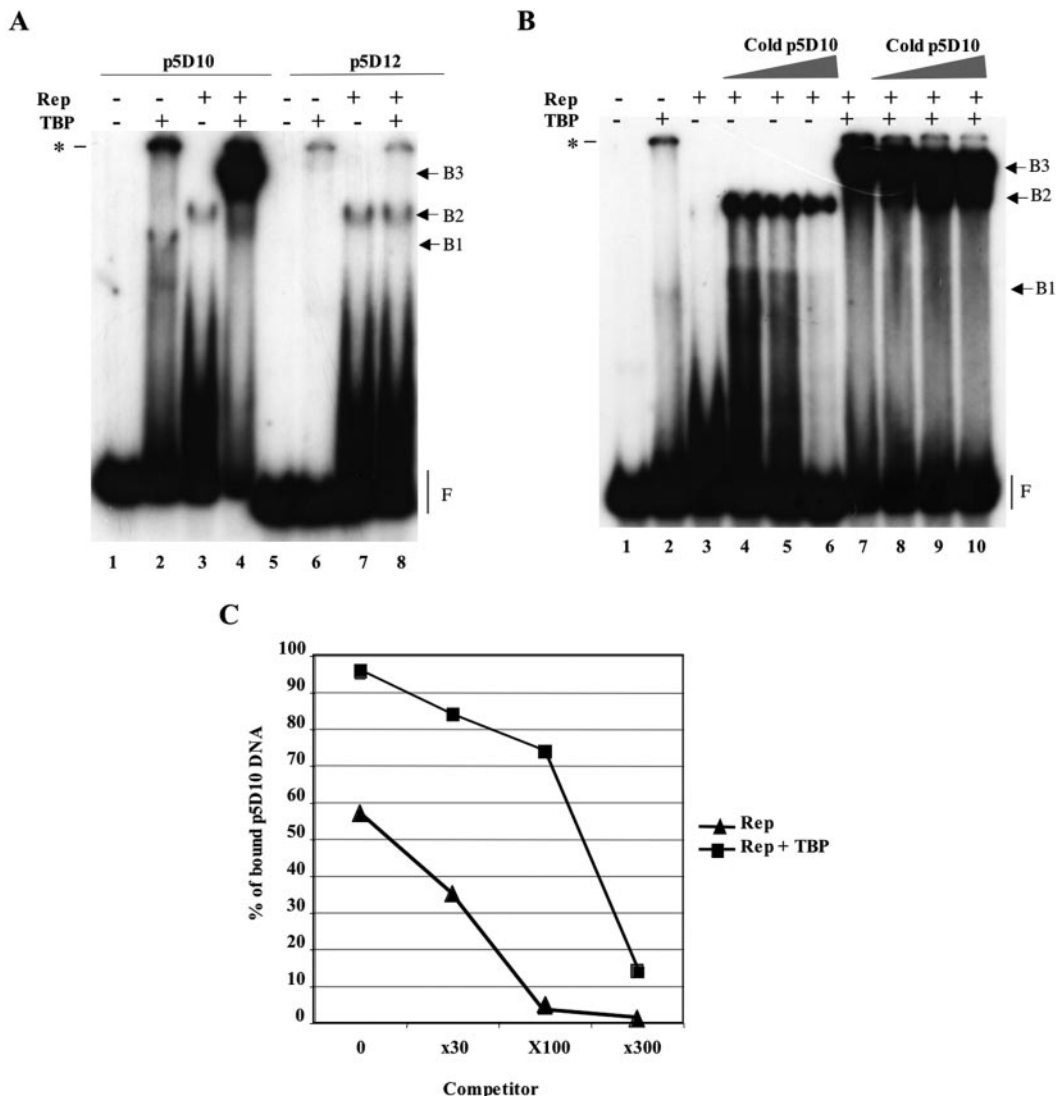 A
p5D10 p5D12
Rep - - + + - - + +
TBP - + - + - + - +
*
B3
B2
B1
F
1 2 3 4 5 6 7 8
B
Cold p5D10 Cold p5D10
Rep - - + + + + + + + +
TBP - + - - - - + + + +
*
B3
B2
B1
F
1 2 3 4 5 6 7 8 9 10
C
100
90
80
70
60
50
40
30
20
10
0
% of bound p5D10 DNA
0 x30 X100 x300
Competitor
Rep
Rep + TBP